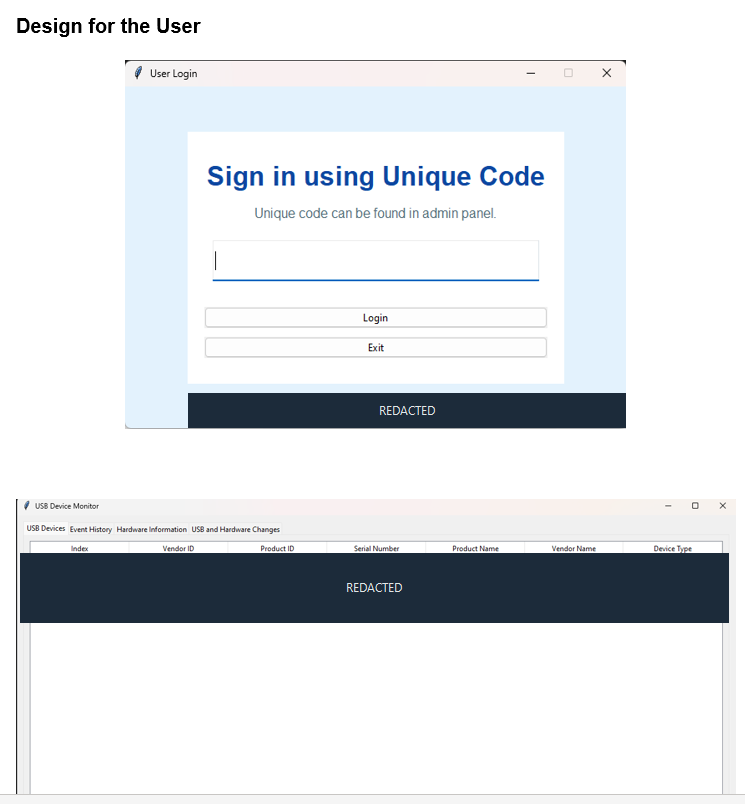 Design for the User
User Login
Sign in using Unique Code
Unique code can be found in admin panel.
Login
Exit
REDACTED
USB Device Monitor
USB Devices Event History Hardware Information USB and Hardware Changes
Index Vendor ID Product ID Serial Number Product Name Vendor Name Device Type
REDACTED